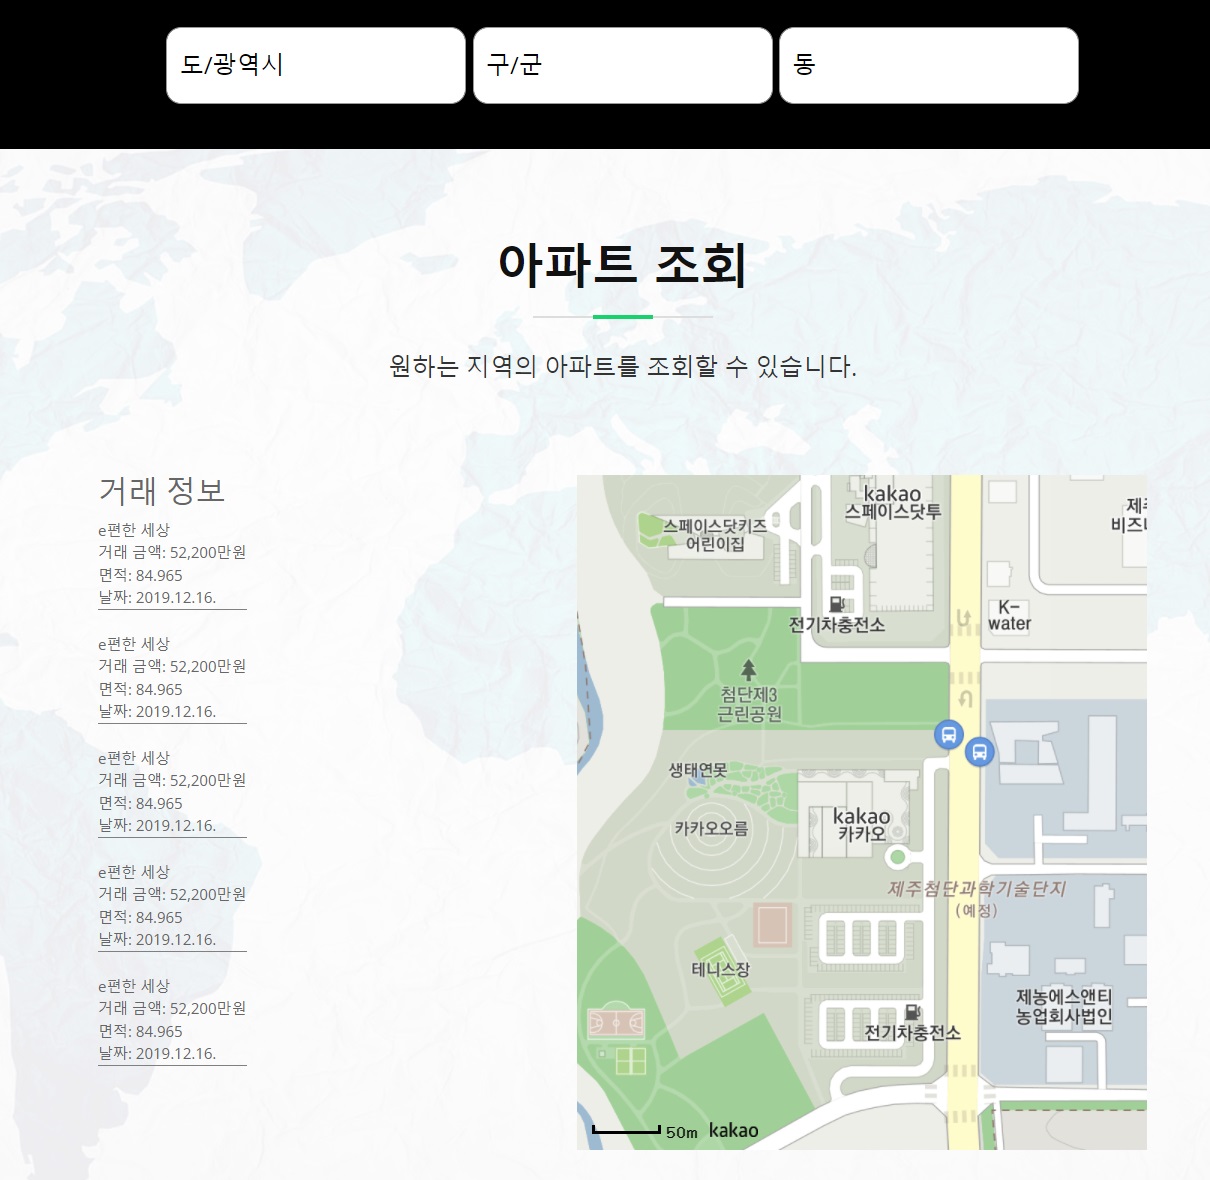 도/광역시
구/군
동
아파트 조회
원하는 지역의 아파트를 조회할 수 있습니다.
거래 정보
e편한 세상
거래 금액: 52,200만원
면적: 84.965
날짜: 2019.12.16.
e편한 세상
거래 금액: 52,200만원
면적: 84.965
날짜: 2019.12.16.
e편한 세상
거래 금액: 52,200만원
면적: 84.965
날짜: 2019.12.16.
e편한 세상
거래 금액: 52,200만원
면적: 84.965
날짜: 2019.12.16.
e편한 세상
거래 금액: 52,200만원
면적: 84.965
날짜: 2019.12.16.
kakao
스페이스닷투
스페이스닷키즈
어린이집
비즈
K-
water
전기차충전소
첨단제3
근린공원
생태연못
카카오오름
kakao
카카오
제주첨단과학기술단지
(예정)
테니스장
제농에스앤티
농업회사법인
전기차충전소
50m
kakao